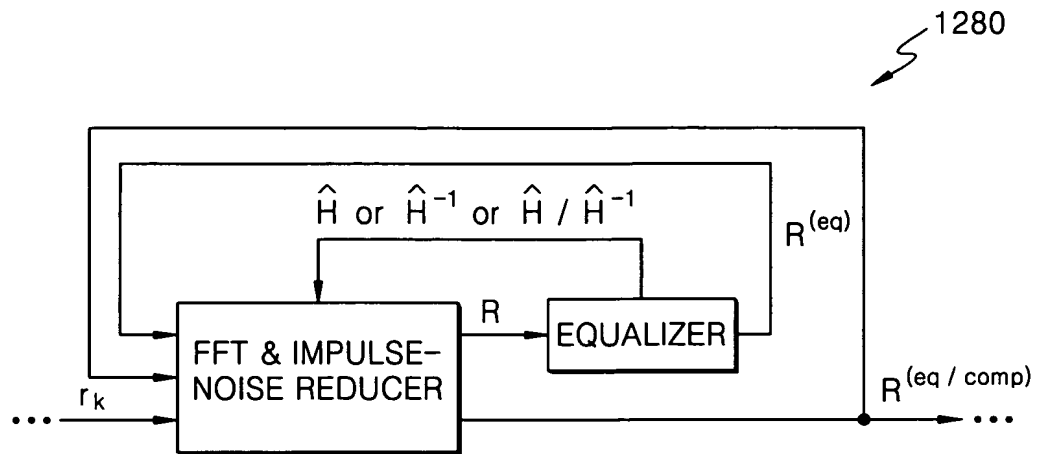 1280
Ĥ or Ĥ⁻¹ or Ĥ / Ĥ⁻¹
R^(eq)
R
EQUALIZER
FFT & IMPULSE-
NOISE REDUCER
R^(eq / comp)
••• r_k
•••